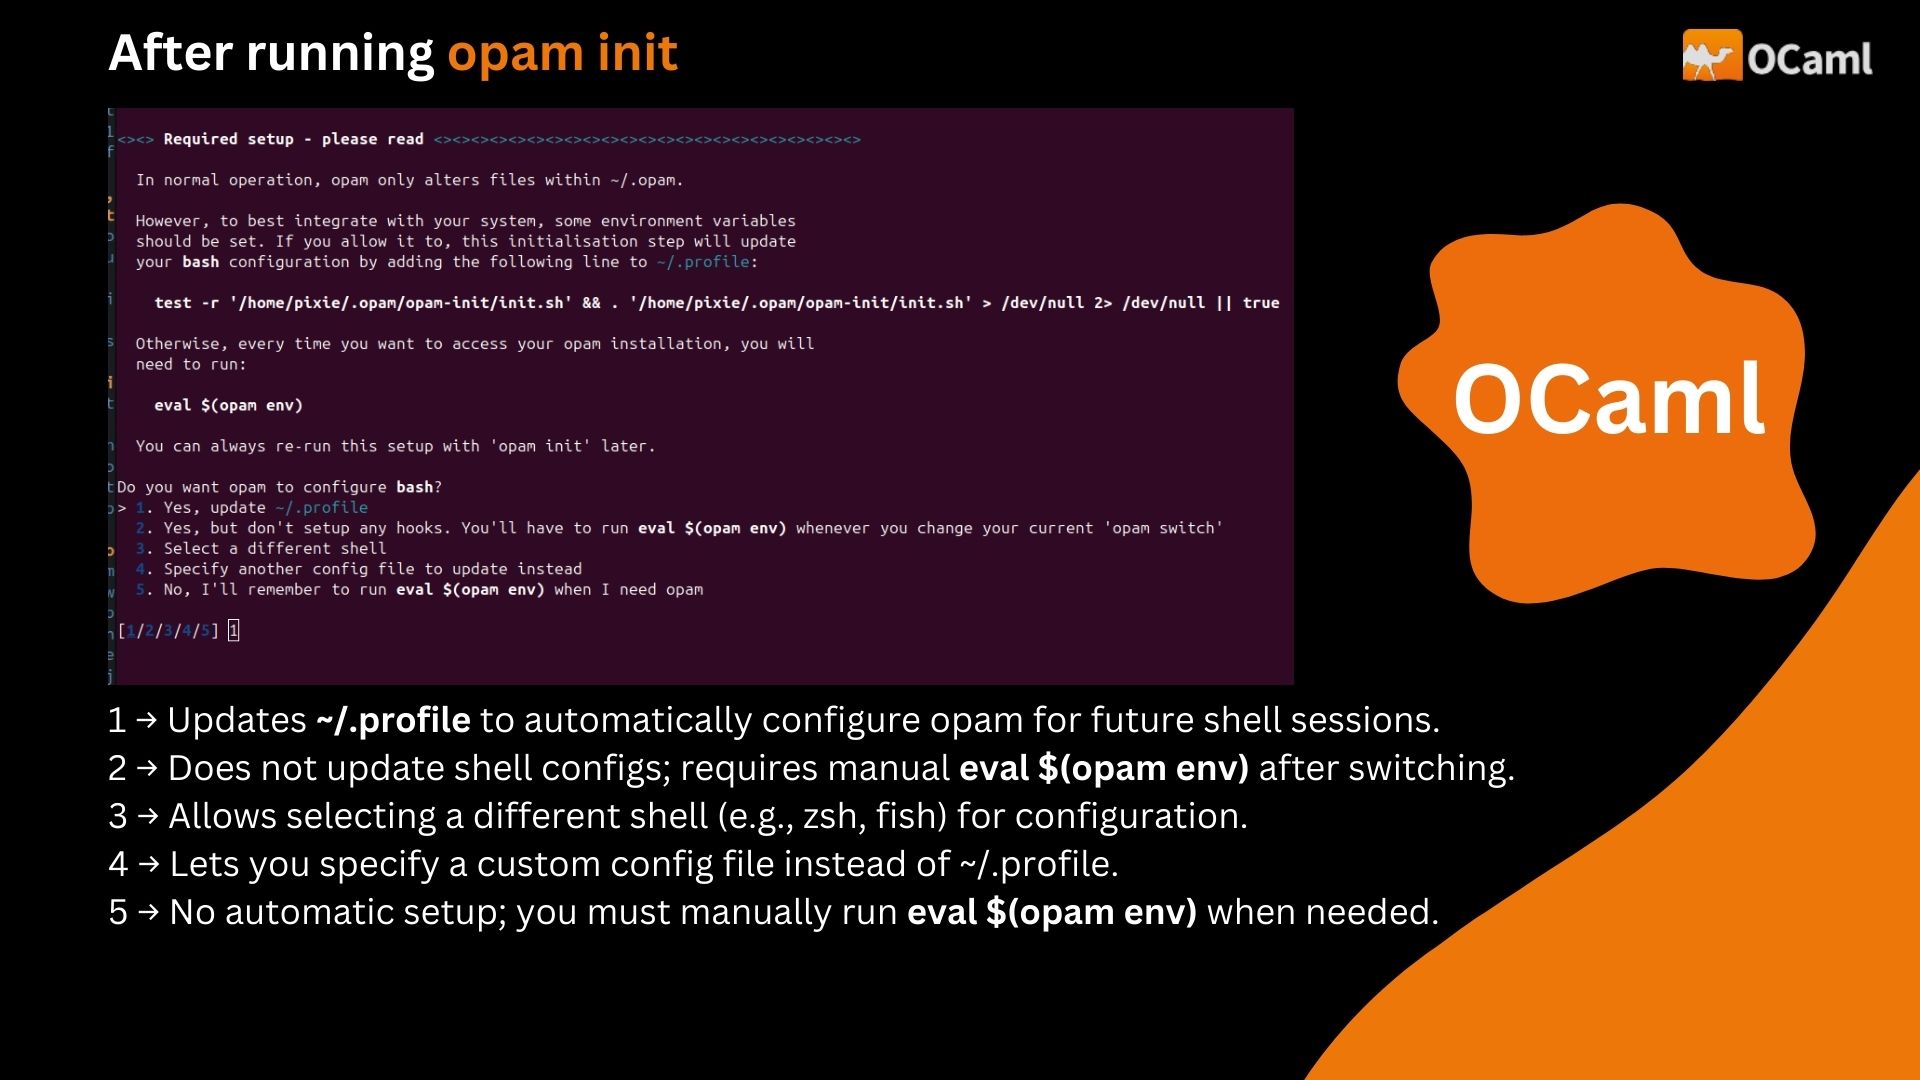 After running opam init
OCaml
<><> Required setup - please read <><><><><><><><><><><><><><><><><><><><><><><>
In normal operation, opam only alters files within ~/.opam.
However, to best integrate with your system, some environment variables
should be set. If you allow it to, this initialisation step will update
your bash configuration by adding the following line to ~/.profile:
test -r '/home/pixie/.opam/opam-init/init.sh' && . '/home/pixie/.opam/opam-init/init.sh' > /dev/null 2> /dev/null || true
Otherwise, every time you want to access your opam installation, you will
need to run:
eval $(opam env)
You can always re-run this setup with 'opam init' later.
Do you want opam to configure bash?
> 1. Yes, update ~/.profile
2. Yes, but don't setup any hooks. You'll have to run eval $(opam env) whenever you change your current 'opam switch'
3. Select a different shell
4. Specify another config file to update instead
5. No, I'll remember to run eval $(opam env) when I need opam
[1/2/3/4/5] 1
OCaml
1 → Updates ~/.profile to automatically configure opam for future shell sessions.
2 → Does not update shell configs; requires manual eval $(opam env) after switching.
3 → Allows selecting a different shell (e.g., zsh, fish) for configuration.
4 → Lets you specify a custom config file instead of ~/.profile.
5 → No automatic setup; you must manually run eval $(opam env) when needed.